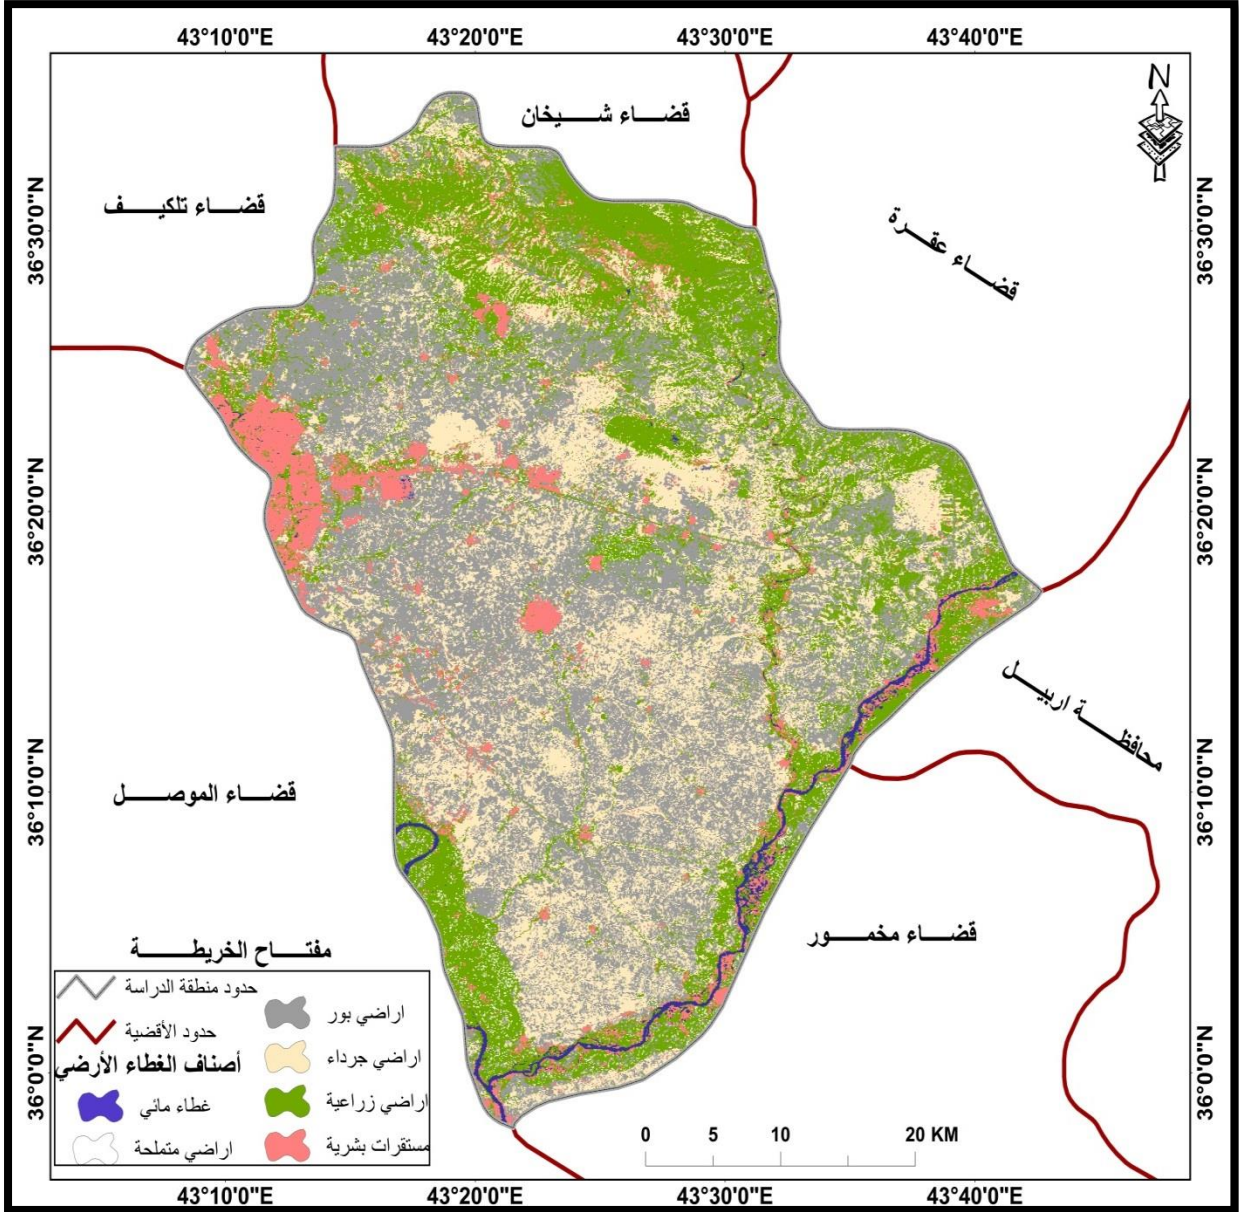 43°10'0"E 43°20'0"E 43°30'0"E 43°40'0"E
N
قضـــاء شـــيخان
قضـــاء تلكيـــف
قضـــاء عقـــرة
36°30'0"N 36°30'0"N
36°20'0"N 36°20'0"N
محافظـــة اربيـــل
قضـــاء الموصـــل
36°10'0"N 36°10'0"N
قضـــاء مخمـــور
مفتـــاح الخريطـــــة
حدود منطقة الدراسة
حدود الأقضية
أصناف الغطاء الأرضي
غطاء مائي
اراضي متملحة
اراضي بور
اراضي جرداء
اراضي زراعية
مستقرات بشرية
36°0'0"N 36°0'0"N
0 5 10 20 KM
43°10'0"E 43°20'0"E 43°30'0"E 43°40'0"E